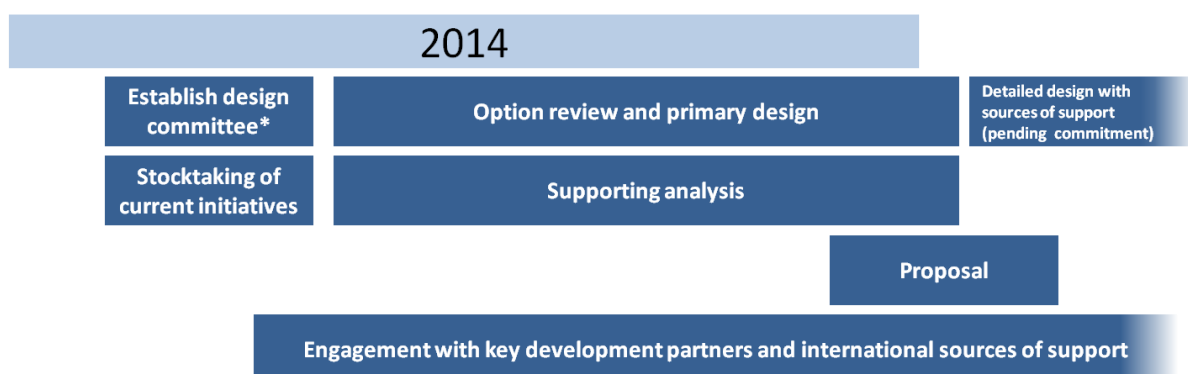 2014
Establish design
committee*
Option review and primary design
Detailed design with
sources of support
(pending commitment)
Stocktaking of
current initiatives
Supporting analysis
Proposal
Engagement with key development partners and international sources of support